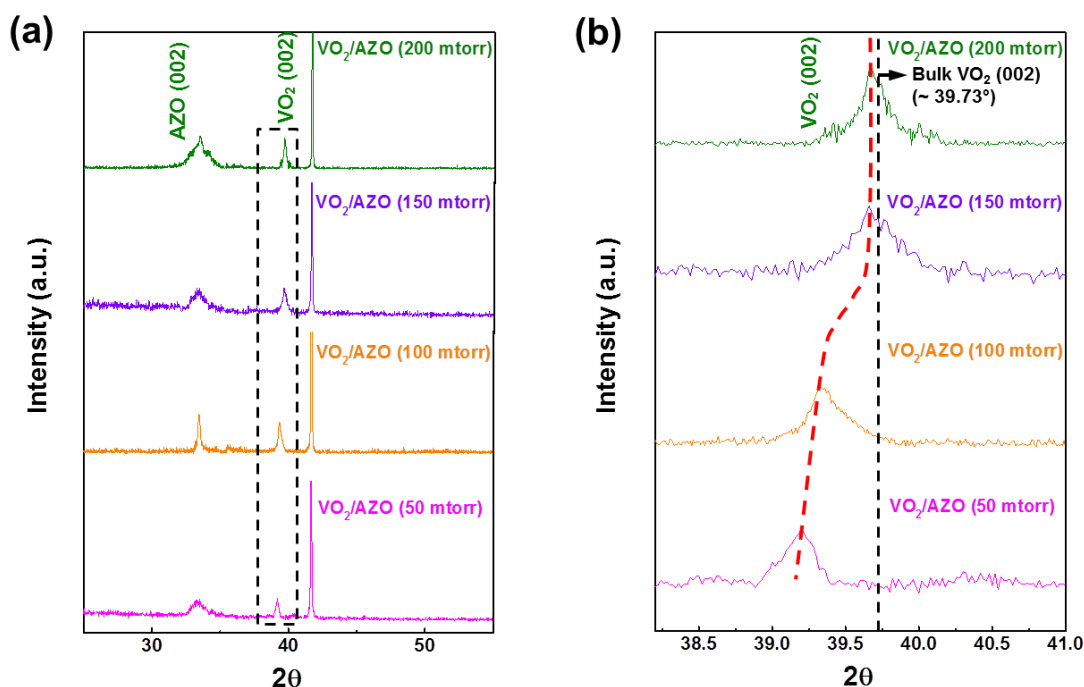 (a)
Intensity (a.u.)
AZO (002)
VO₂ (002)
VO₂/AZO (200 mtorr)
VO₂/AZO (150 mtorr)
VO₂/AZO (100 mtorr)
VO₂/AZO (50 mtorr)
30 40 50
2θ
(b)
Intensity (a.u.)
VO₂ (002)
VO₂/AZO (200 mtorr)
Bulk VO₂ (002)
(~ 39.73°)
VO₂/AZO (150 mtorr)
VO₂/AZO (100 mtorr)
VO₂/AZO (50 mtorr)
38.5 39.0 39.5 40.0 40.5 41.0
2θ